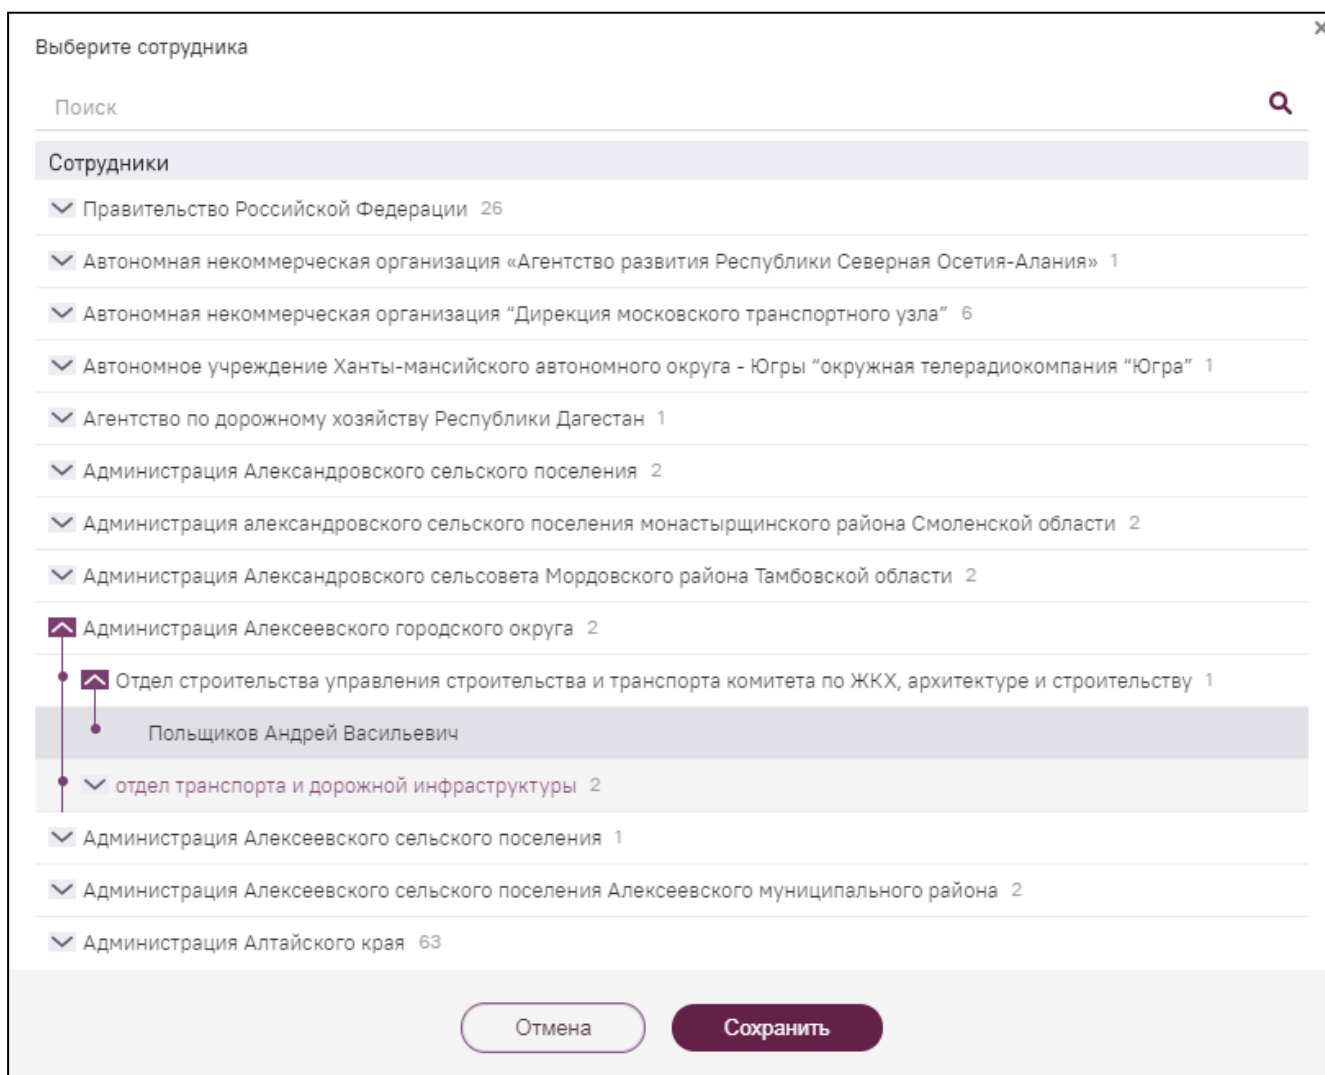 Выберите сотрудника
Поиск
Сотрудники
Правительство Российской Федерации 26
Автономная некоммерческая организация «Агентство развития Республики Северная Осетия-Алания» 1
Автономная некоммерческая организация “Дирекция московского транспортного узла” 6
Автономное учреждение Ханты-мансийского автономного округа - Югры “окружная телерадиокомпания “Югра” 1
Агентство по дорожному хозяйству Республики Дагестан 1
Администрация Александровского сельского поселения 2
Администрация александровского сельского поселения монастырщинского района Смоленской области 2
Администрация Александровского сельсовета Мордовского района Тамбовской области 2
Администрация Алексеевского городского округа 2
Отдел строительства управления строительства и транспорта комитета по ЖКХ, архитектуре и строительству 1
Польщиков Андрей Васильевич
отдел транспорта и дорожной инфраструктуры 2
Администрация Алексеевского сельского поселения 1
Администрация Алексеевского сельского поселения Алексеевского муниципального района 2
Администрация Алтайского края 63
Отмена Сохранить